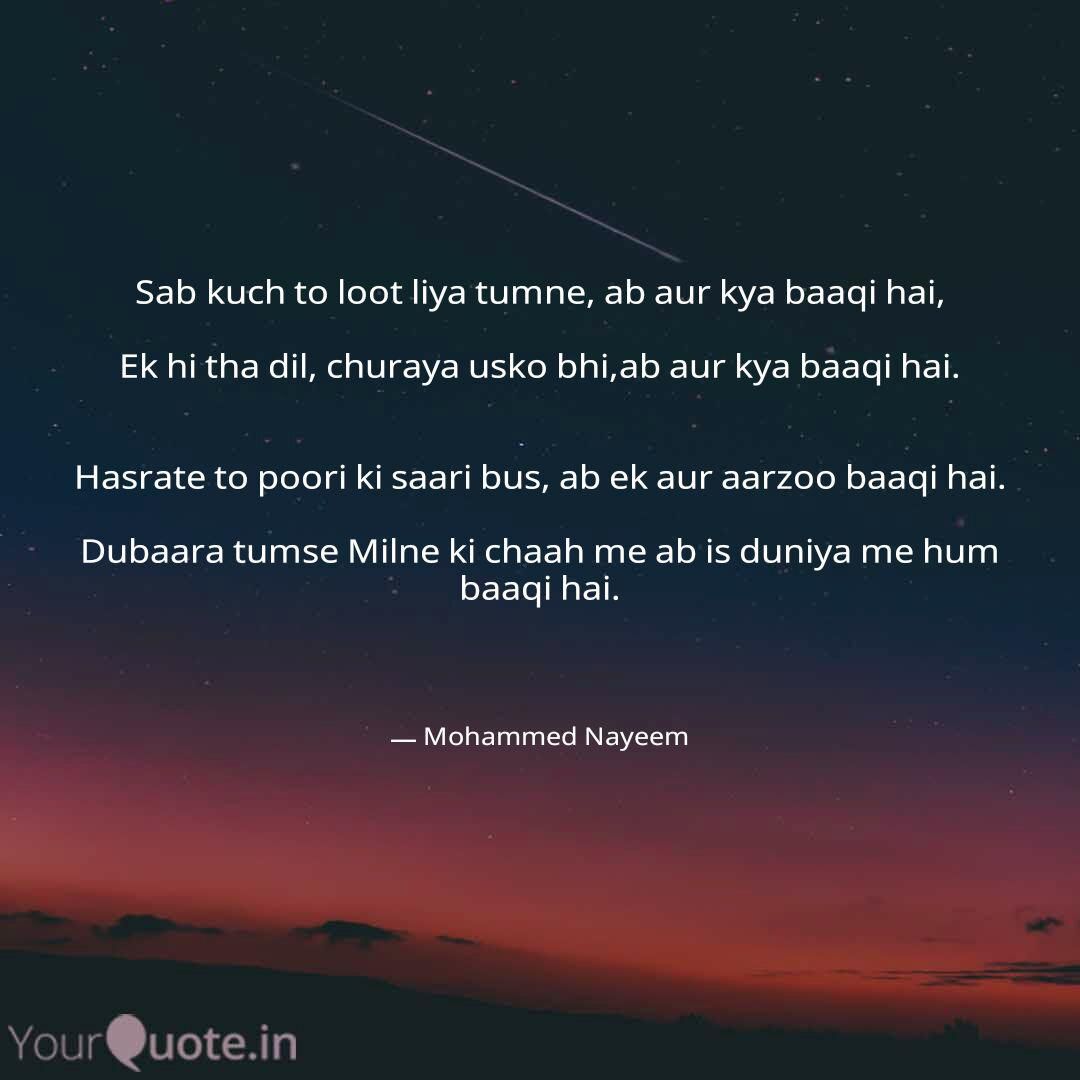 Sab kuch to loot liya tumne, ab aur kya baaqi hai,
Ek hi tha dil, churaya usko bhi,ab aur kya baaqi hai.
Hasrate to poori ki saari bus, ab ek aur aarzoo baaqi hai.
Dubaara tumse Milne ki chaah me ab is duniya me hum
baaqi hai.
— Mohammed Nayeem
YourQuote.in